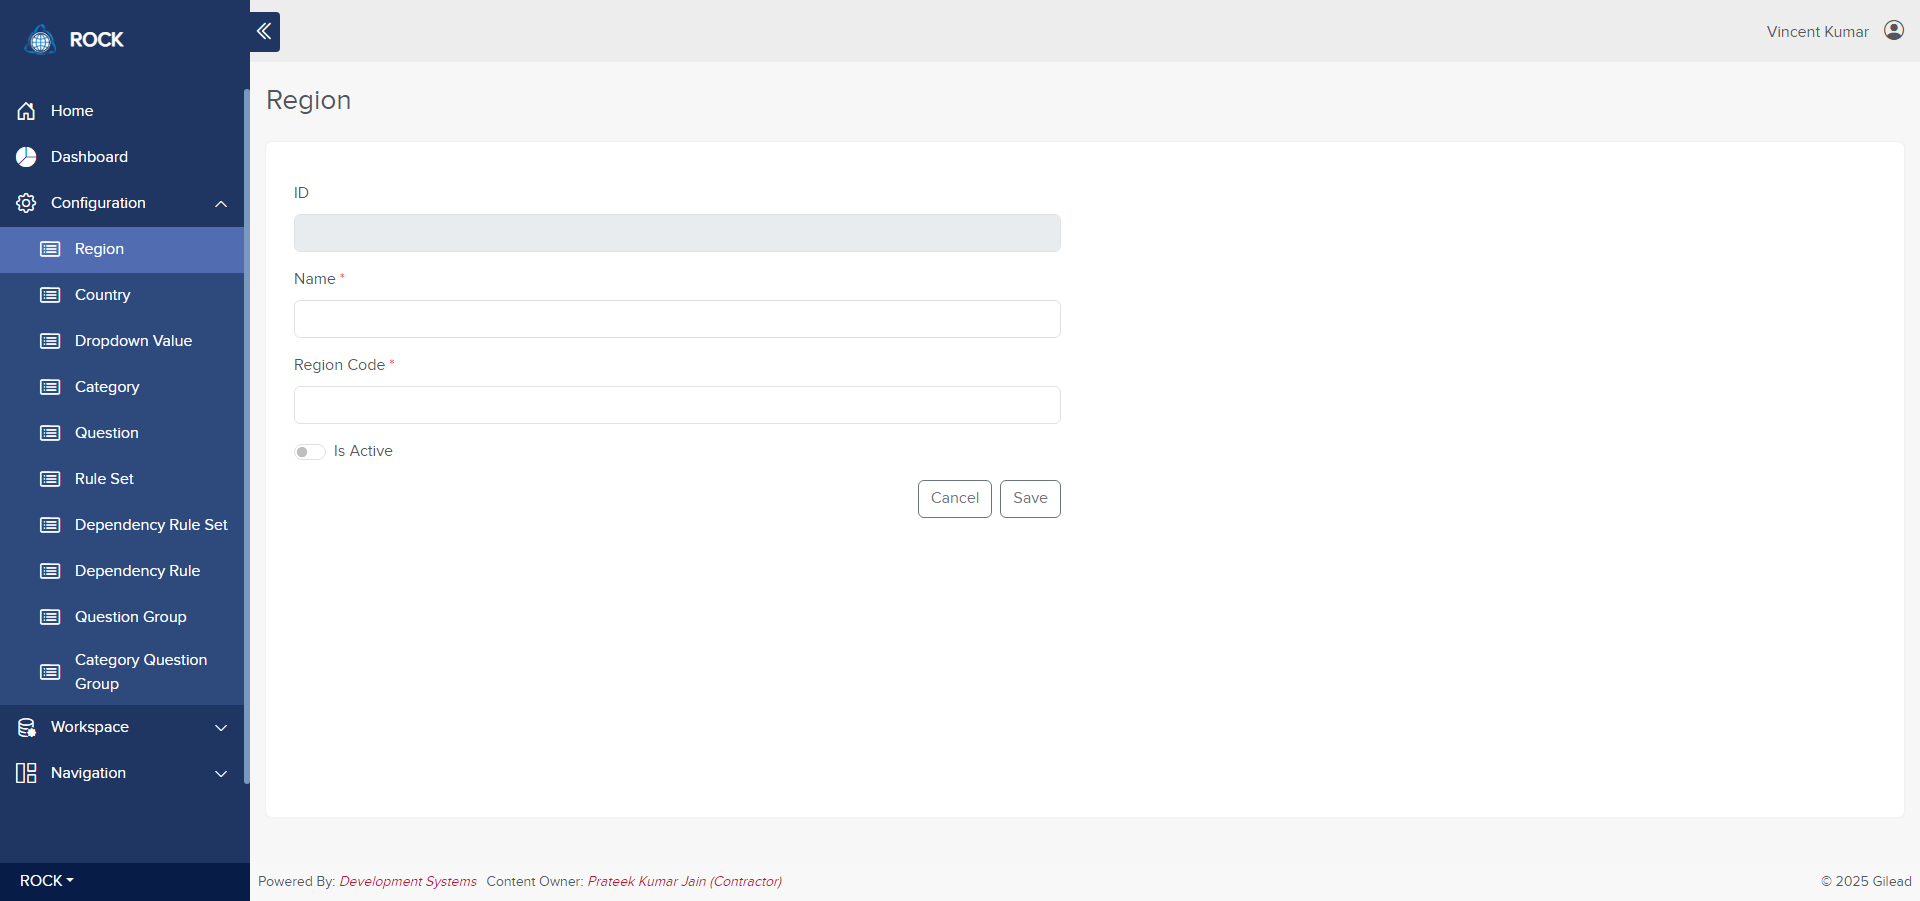 ROCK
Vincent Kumar
Home
Dashboard
Configuration
Region
Country
Dropdown Value
Category
Question
Rule Set
Dependency Rule Set
Dependency Rule
Question Group
Category Question
Group
Workspace
Navigation
ROCK
Region
ID
Name *
Region Code *
Is Active
Cancel Save
Powered By: Development Systems Content Owner: Prateek Kumar Jain (Contractor)
© 2025 Gilead